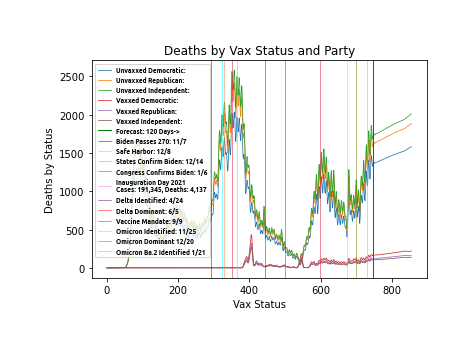 Deaths by Vax Status and Party
Deaths by Status
2500
2000
1500
1000
500
0
Unvaxxed Democratic:
Unvaxxed Republican:
Unvaxxed Independent:
Vaxxed Democratic:
Vaxxed Republican:
Vaxxed Independent:
Forecast: 120 Days->
Biden Passes 270: 11/7
Safe Harbor: 12/8
States Confirm Biden: 12/14
Congress Confirms Biden: 1/6
Inauguration Day 2021
Cases: 191,345, Deaths: 4,137
Delta Identified: 4/24
Delta Dominant: 6/5
Vaccine Mandate: 9/9
Omicron Identified: 11/25
Omicron Dominant 12/20
Omicron Ba.2 Identified 1/21
0 200 400 600 800
Vax Status